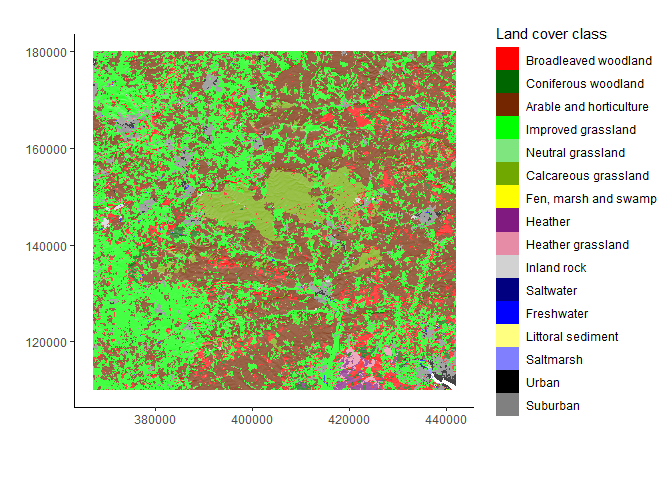 Land cover class
Broadleaved woodland
Coniferous woodland
Arable and horticulture
Improved grassland
Neutral grassland
Calcareous grassland
Fen, marsh and swamp
Heather
Heather grassland
Inland rock
Saltwater
Freshwater
Littoral sediment
Saltmarsh
Urban
Suburban
180000
160000
140000
120000
380000 400000 420000 440000